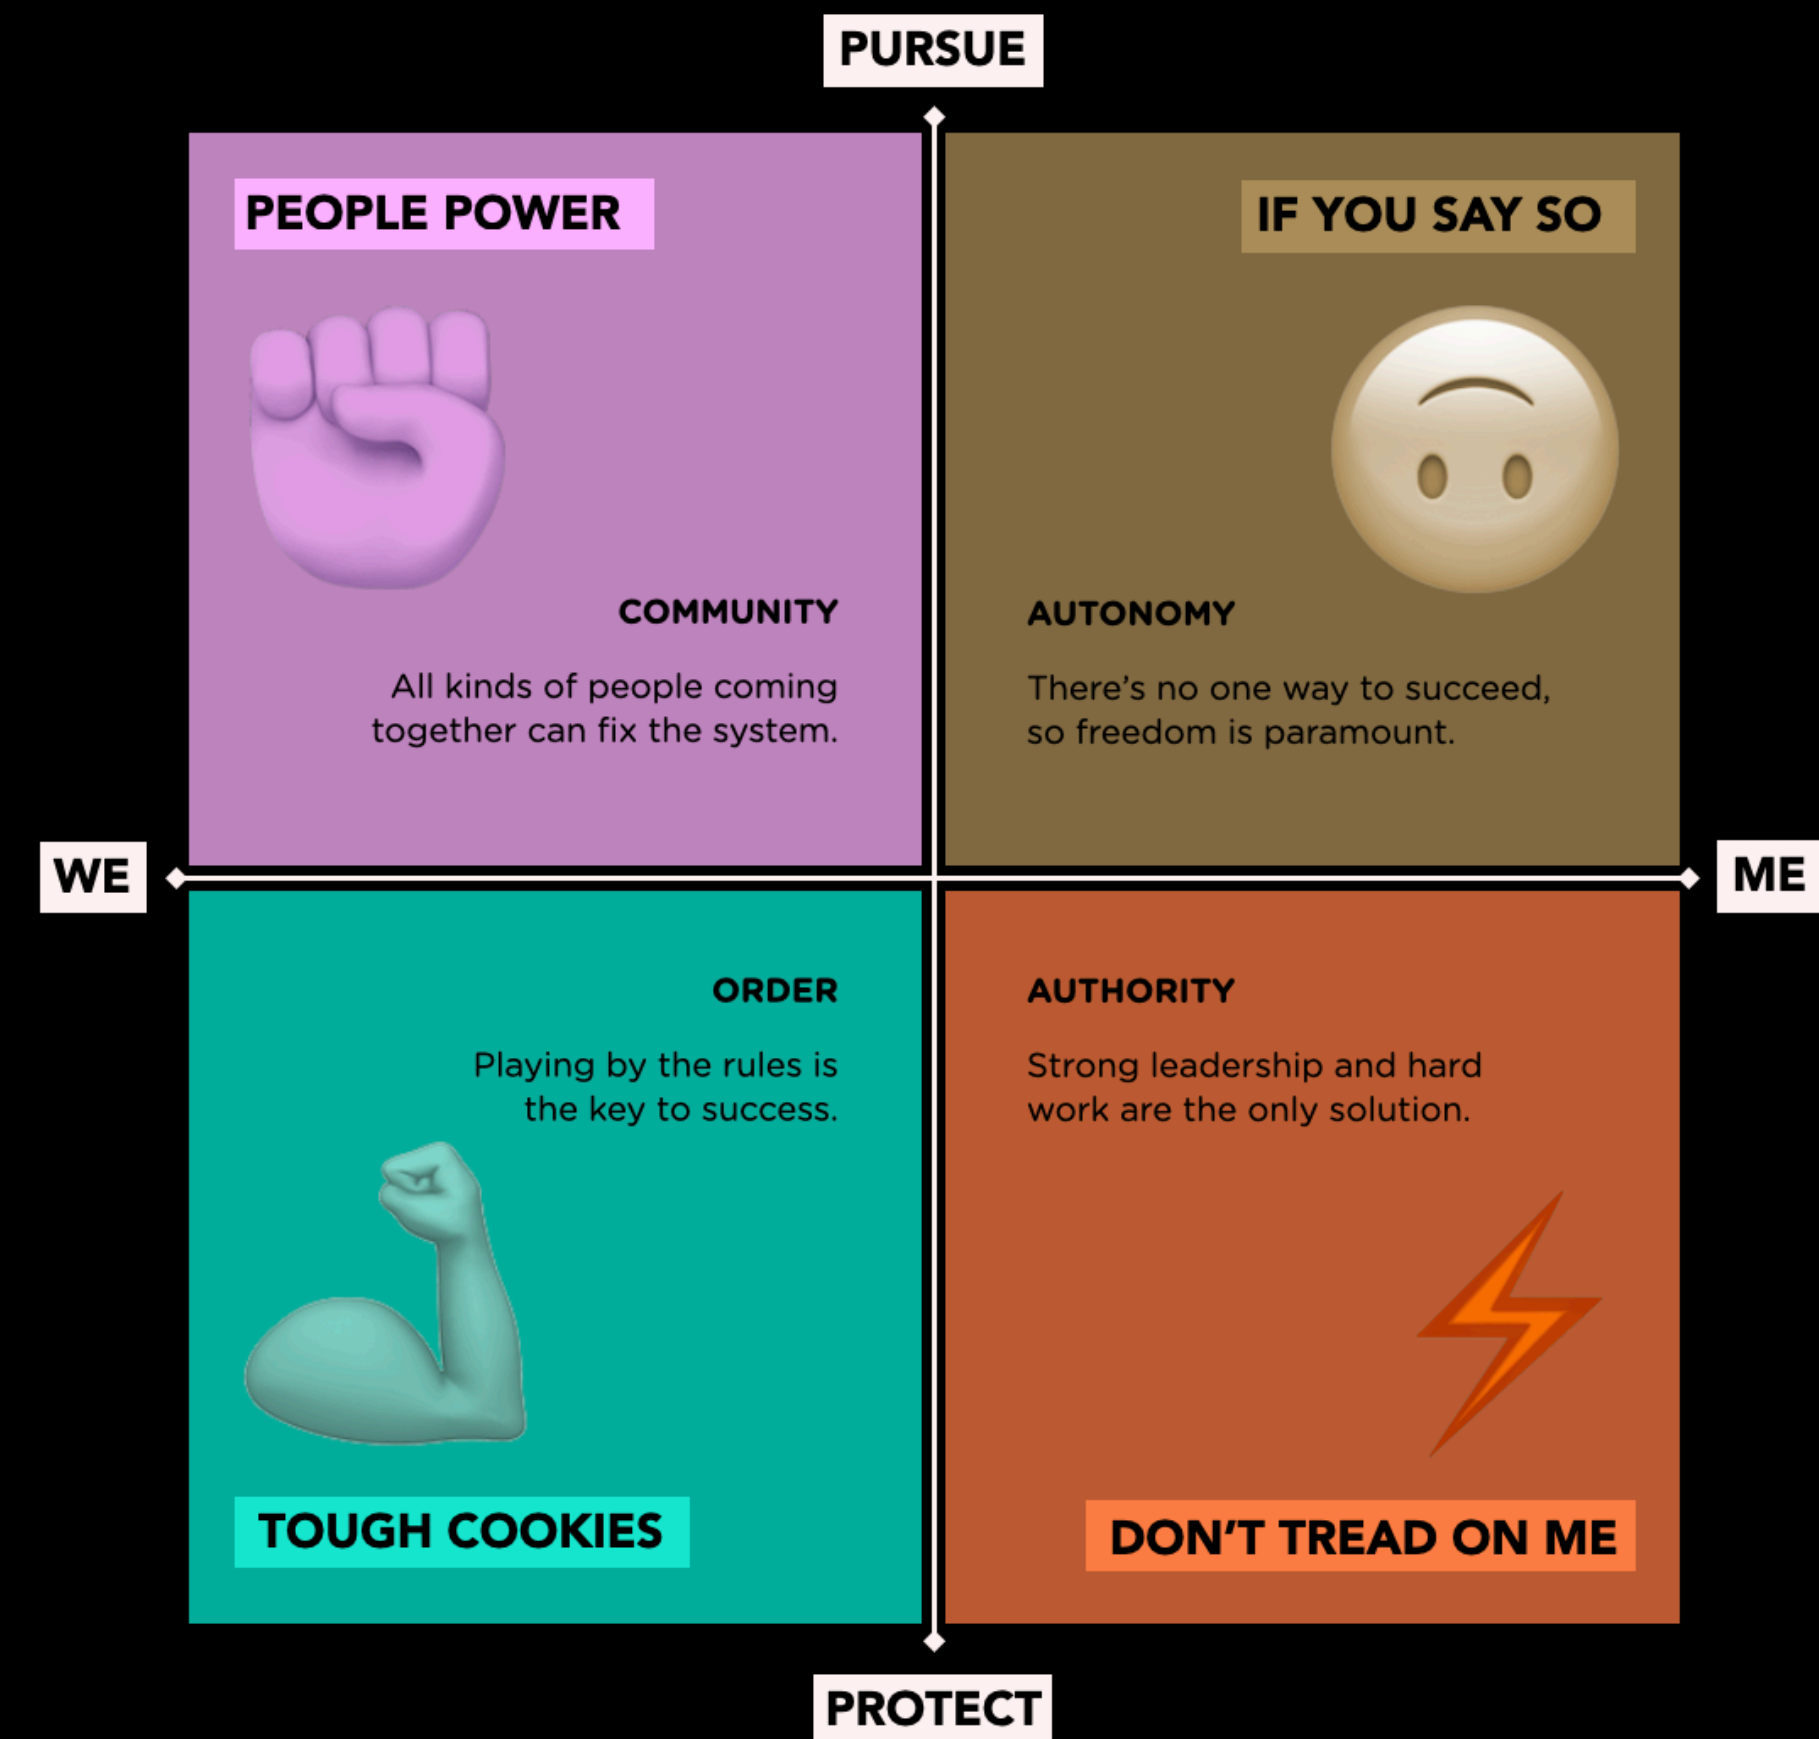 PURSUE
PEOPLE POWER
COMMUNITY
All kinds of people coming
together can fix the system.
IF YOU SAY SO
AUTONOMY
There’s no one way to succeed,
so freedom is paramount.
WE
ME
ORDER
Playing by the rules is
the key to success.
TOUGH COOKIES
AUTHORITY
Strong leadership and hard
work are the only solution.
DON’T TREAD ON ME
PROTECT